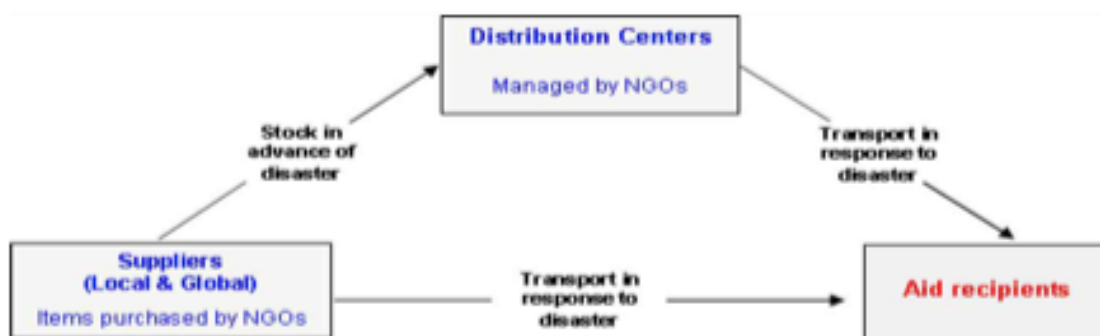 Distribution Centers
Managed by NGOs
Stock in
advance of
disaster
Transport in
response to
disaster
Suppliers
(Local & Global)
Items purchased by NGOs
Transport in
response to
disaster
Aid recipients